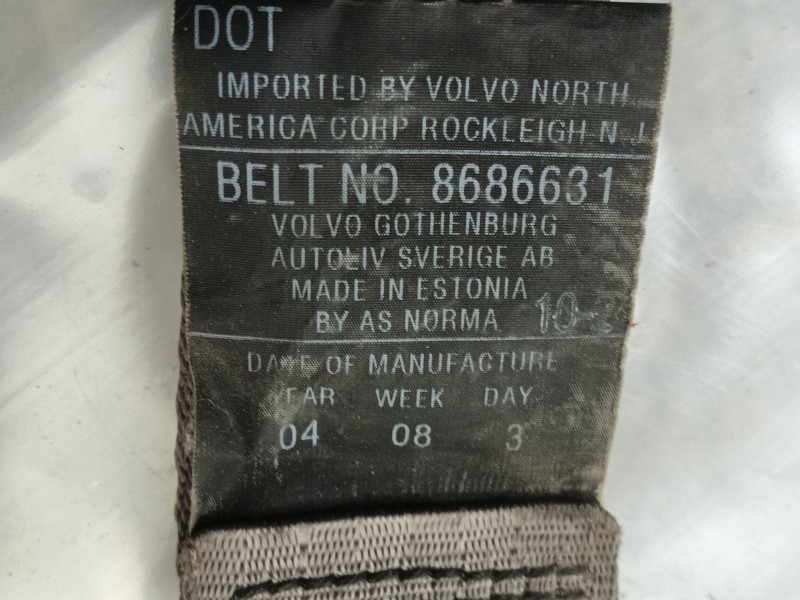 DOT
IMPORTED BY VOLVO NORTH
AMERICA CORP ROCKLEIGH N.J.
BELT NO. 8686631
VOLVO GOTHENBURG
AUTOLIV SVERIGE AB
MADE IN ESTONIA
BY AS NORMA
DATE OF MANUFACTURE
YEAR WEEK DAY
04 08 3